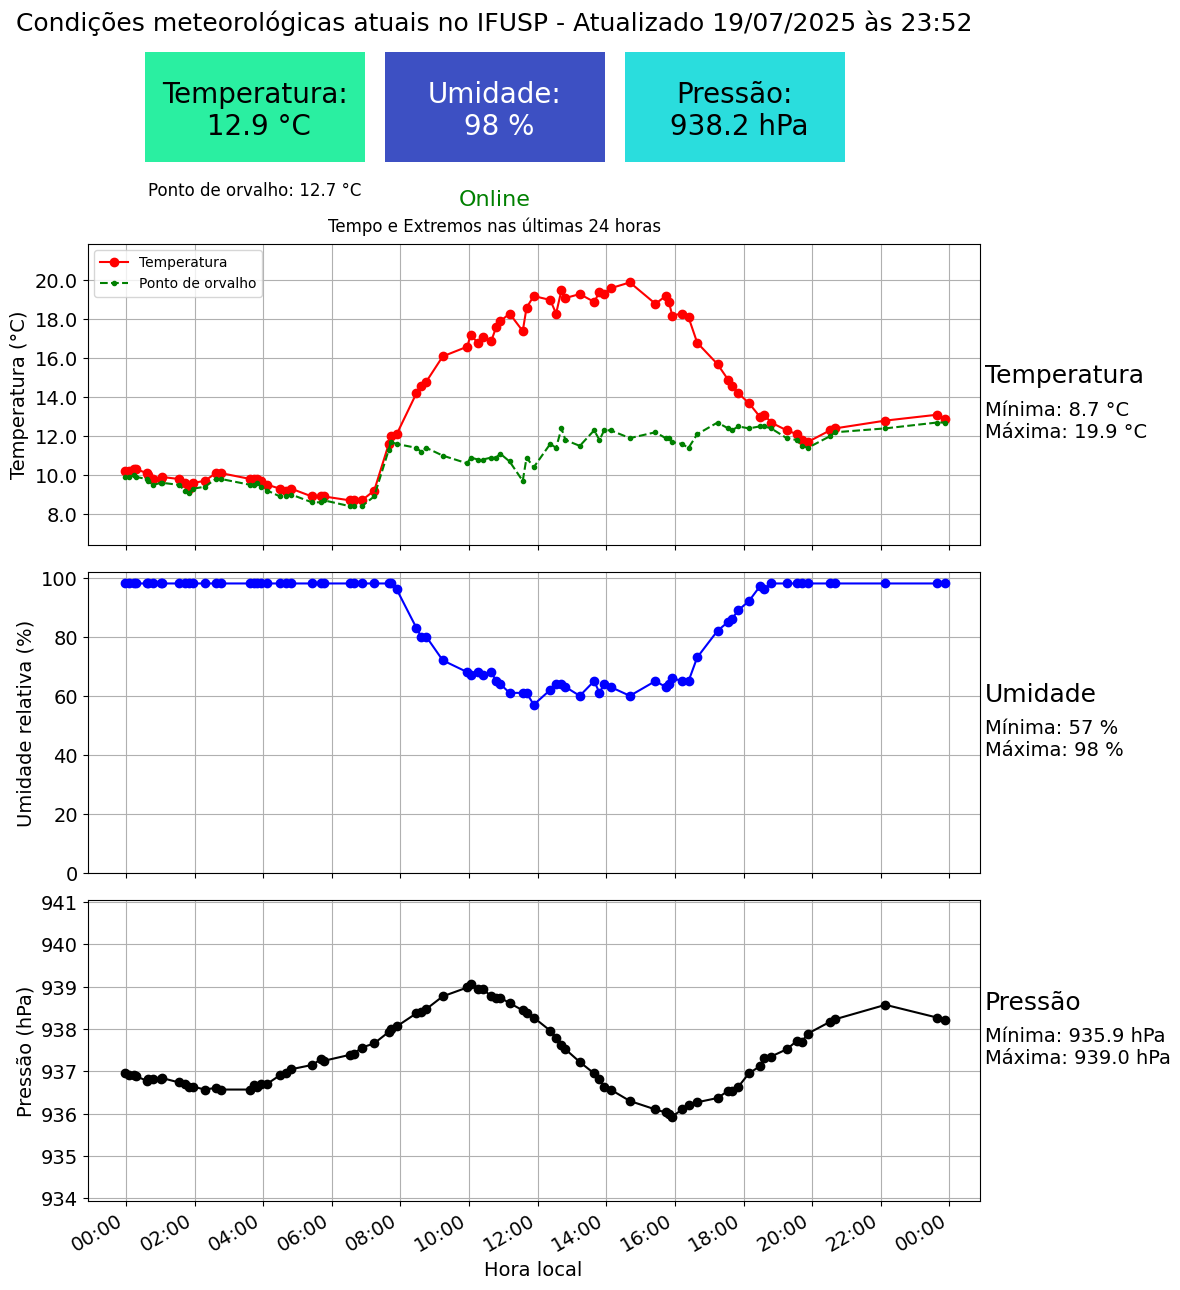 Condições meteorológicas atuais no IFUSP - Atualizado 19/07/2025 às 23:52
Temperatura:
12.9 °C
Umidade:
98 %
Pressão:
938.2 hPa
Ponto de orvalho: 12.7 °C
Online
Tempo e Extremos nas últimas 24 horas
Temperatura
Ponto de orvalho
Temperatura (°C)
20.0
18.0
16.0
14.0
12.0
10.0
8.0
Temperatura
Mínima: 8.7 °C
Máxima: 19.9 °C
Umidade relativa (%)
100
80
60
40
20
0
Umidade
Mínima: 57 %
Máxima: 98 %
Pressão (hPa)
941
940
939
938
937
936
935
934
Pressão
Mínima: 935.9 hPa
Máxima: 939.0 hPa
00:00 02:00 04:00 06:00 08:00 10:00 12:00 14:00 16:00 18:00 20:00 22:00 00:00
Hora local